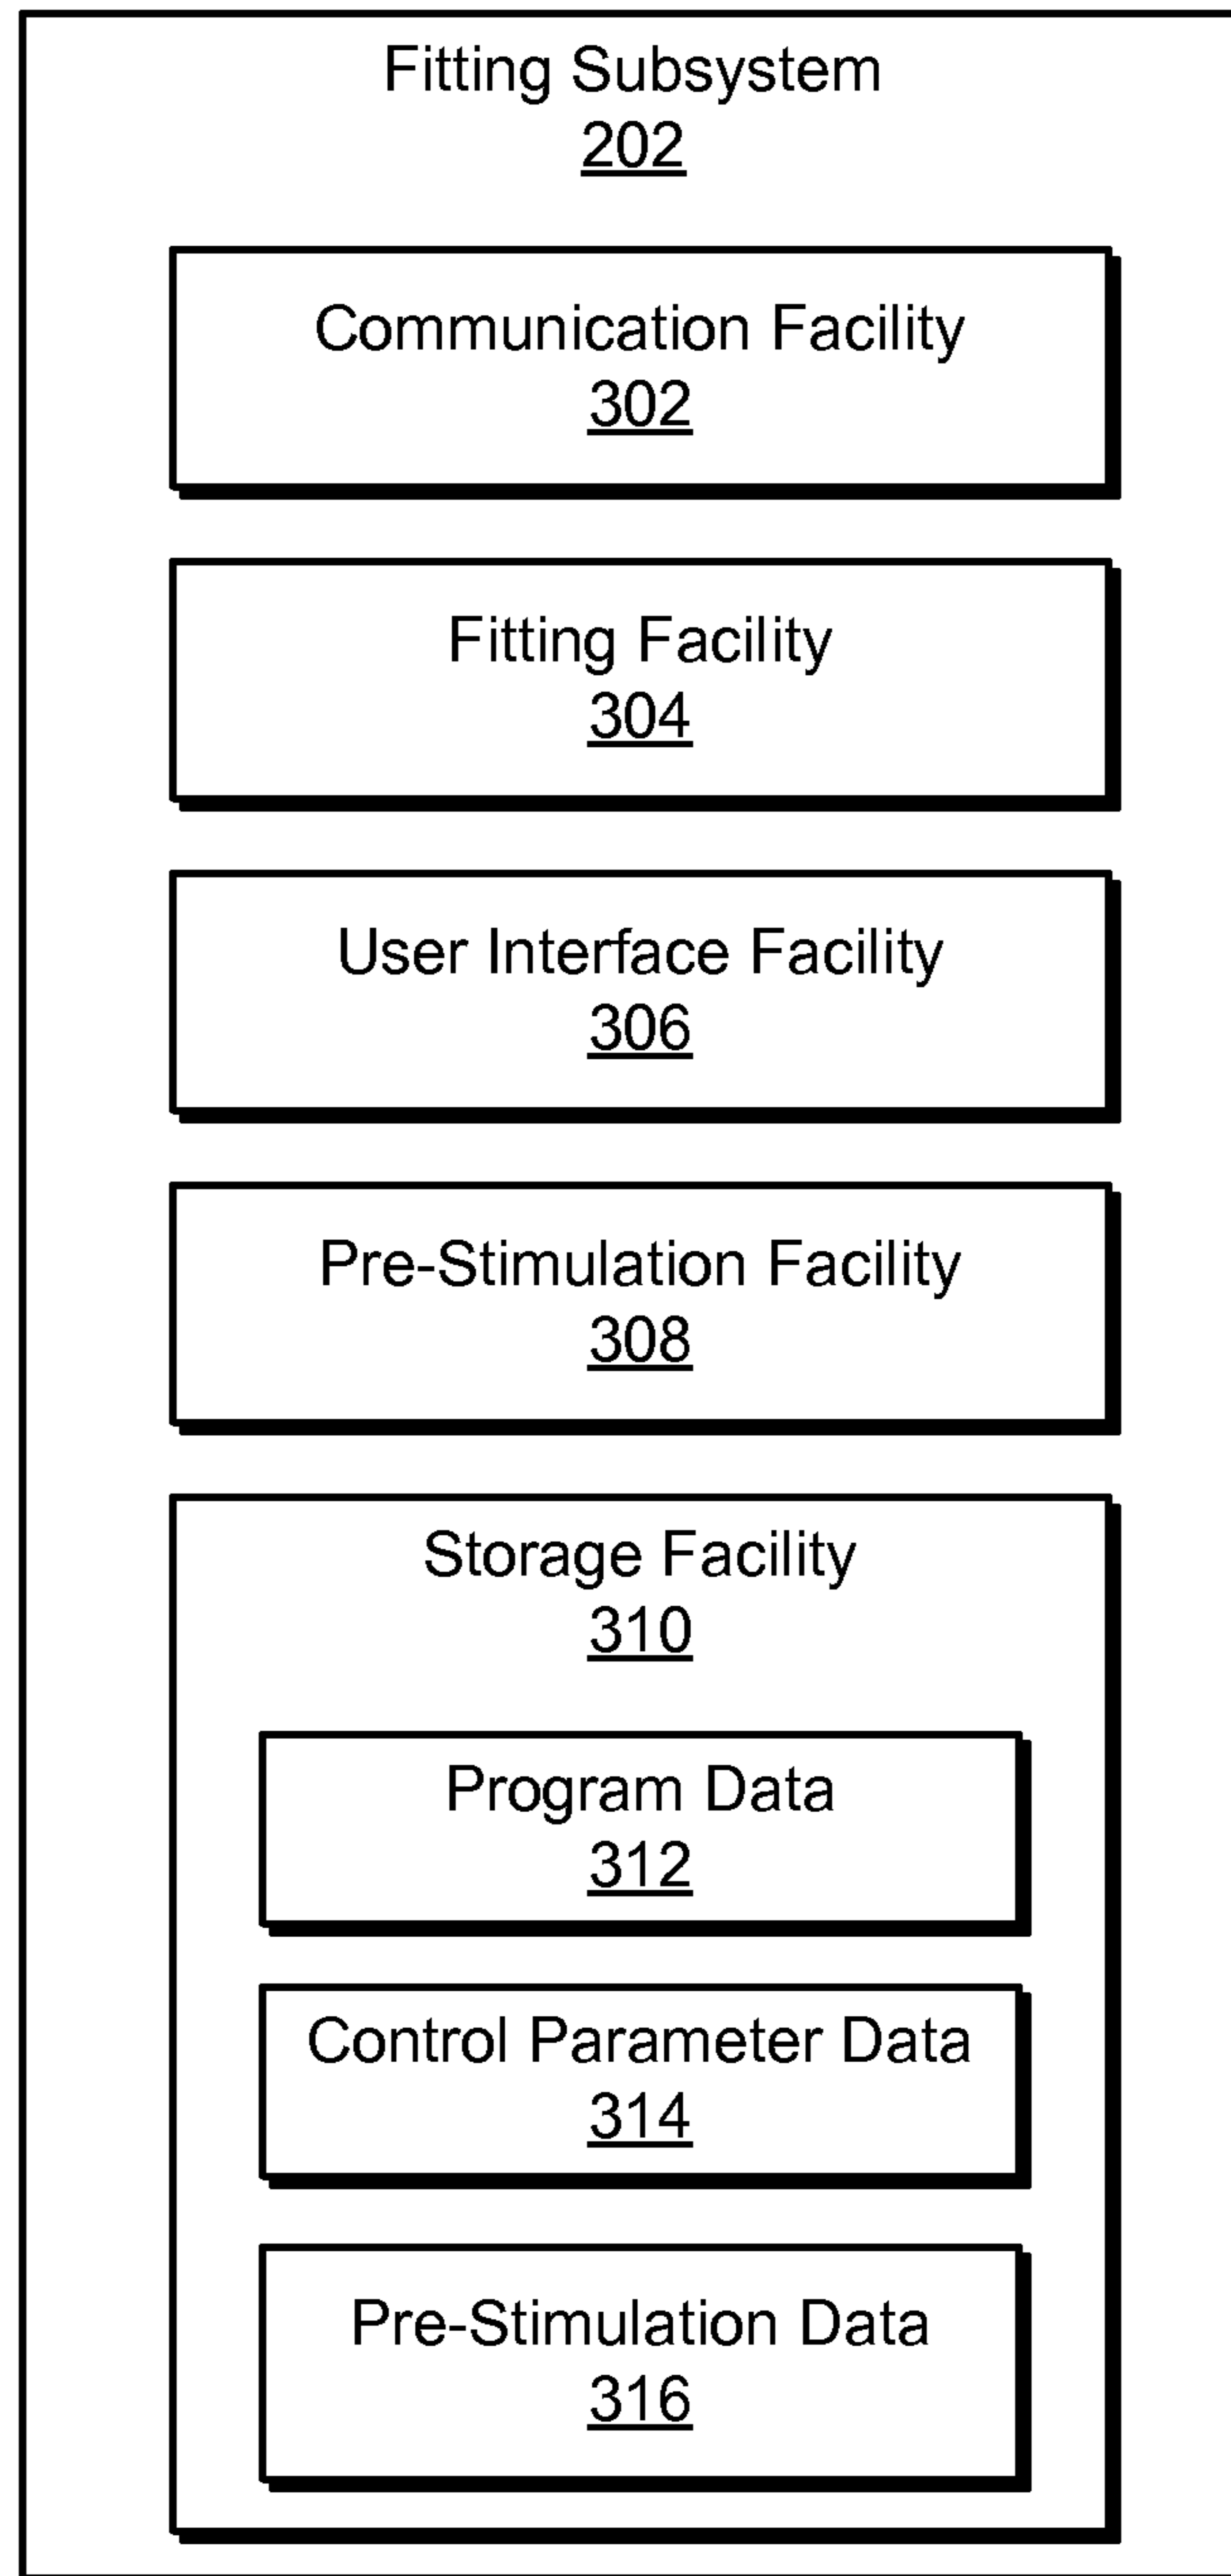 Fitting Subsystem
202
Communication Facility
302
Fitting Facility
304
User Interface Facility
306
Pre-Stimulation Facility
308
Storage Facility
310
Program Data
312
Control Parameter Data
314
Pre-Stimulation Data
316